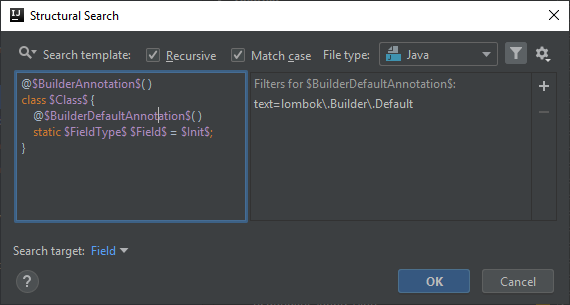 Structural Search
Search template:
Recursive
Match case
File type:
Java
@$BuilderAnnotation$()
class $Class$ {
@$BuilderDefaultAnnotation$()
static $FieldType$ $Field$ = $Init$;
}
Filters for $BuilderDefaultAnnotation$:
text=lombok\.Builder\.Default
Search target:
Field
?
OK
Cancel